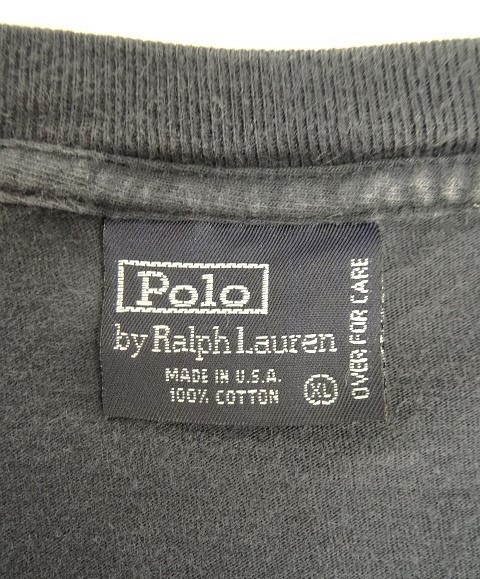 Polo
by Ralph Lauren
MADE IN U.S.A.
100% COTTON
XL
OVER FOR CARE